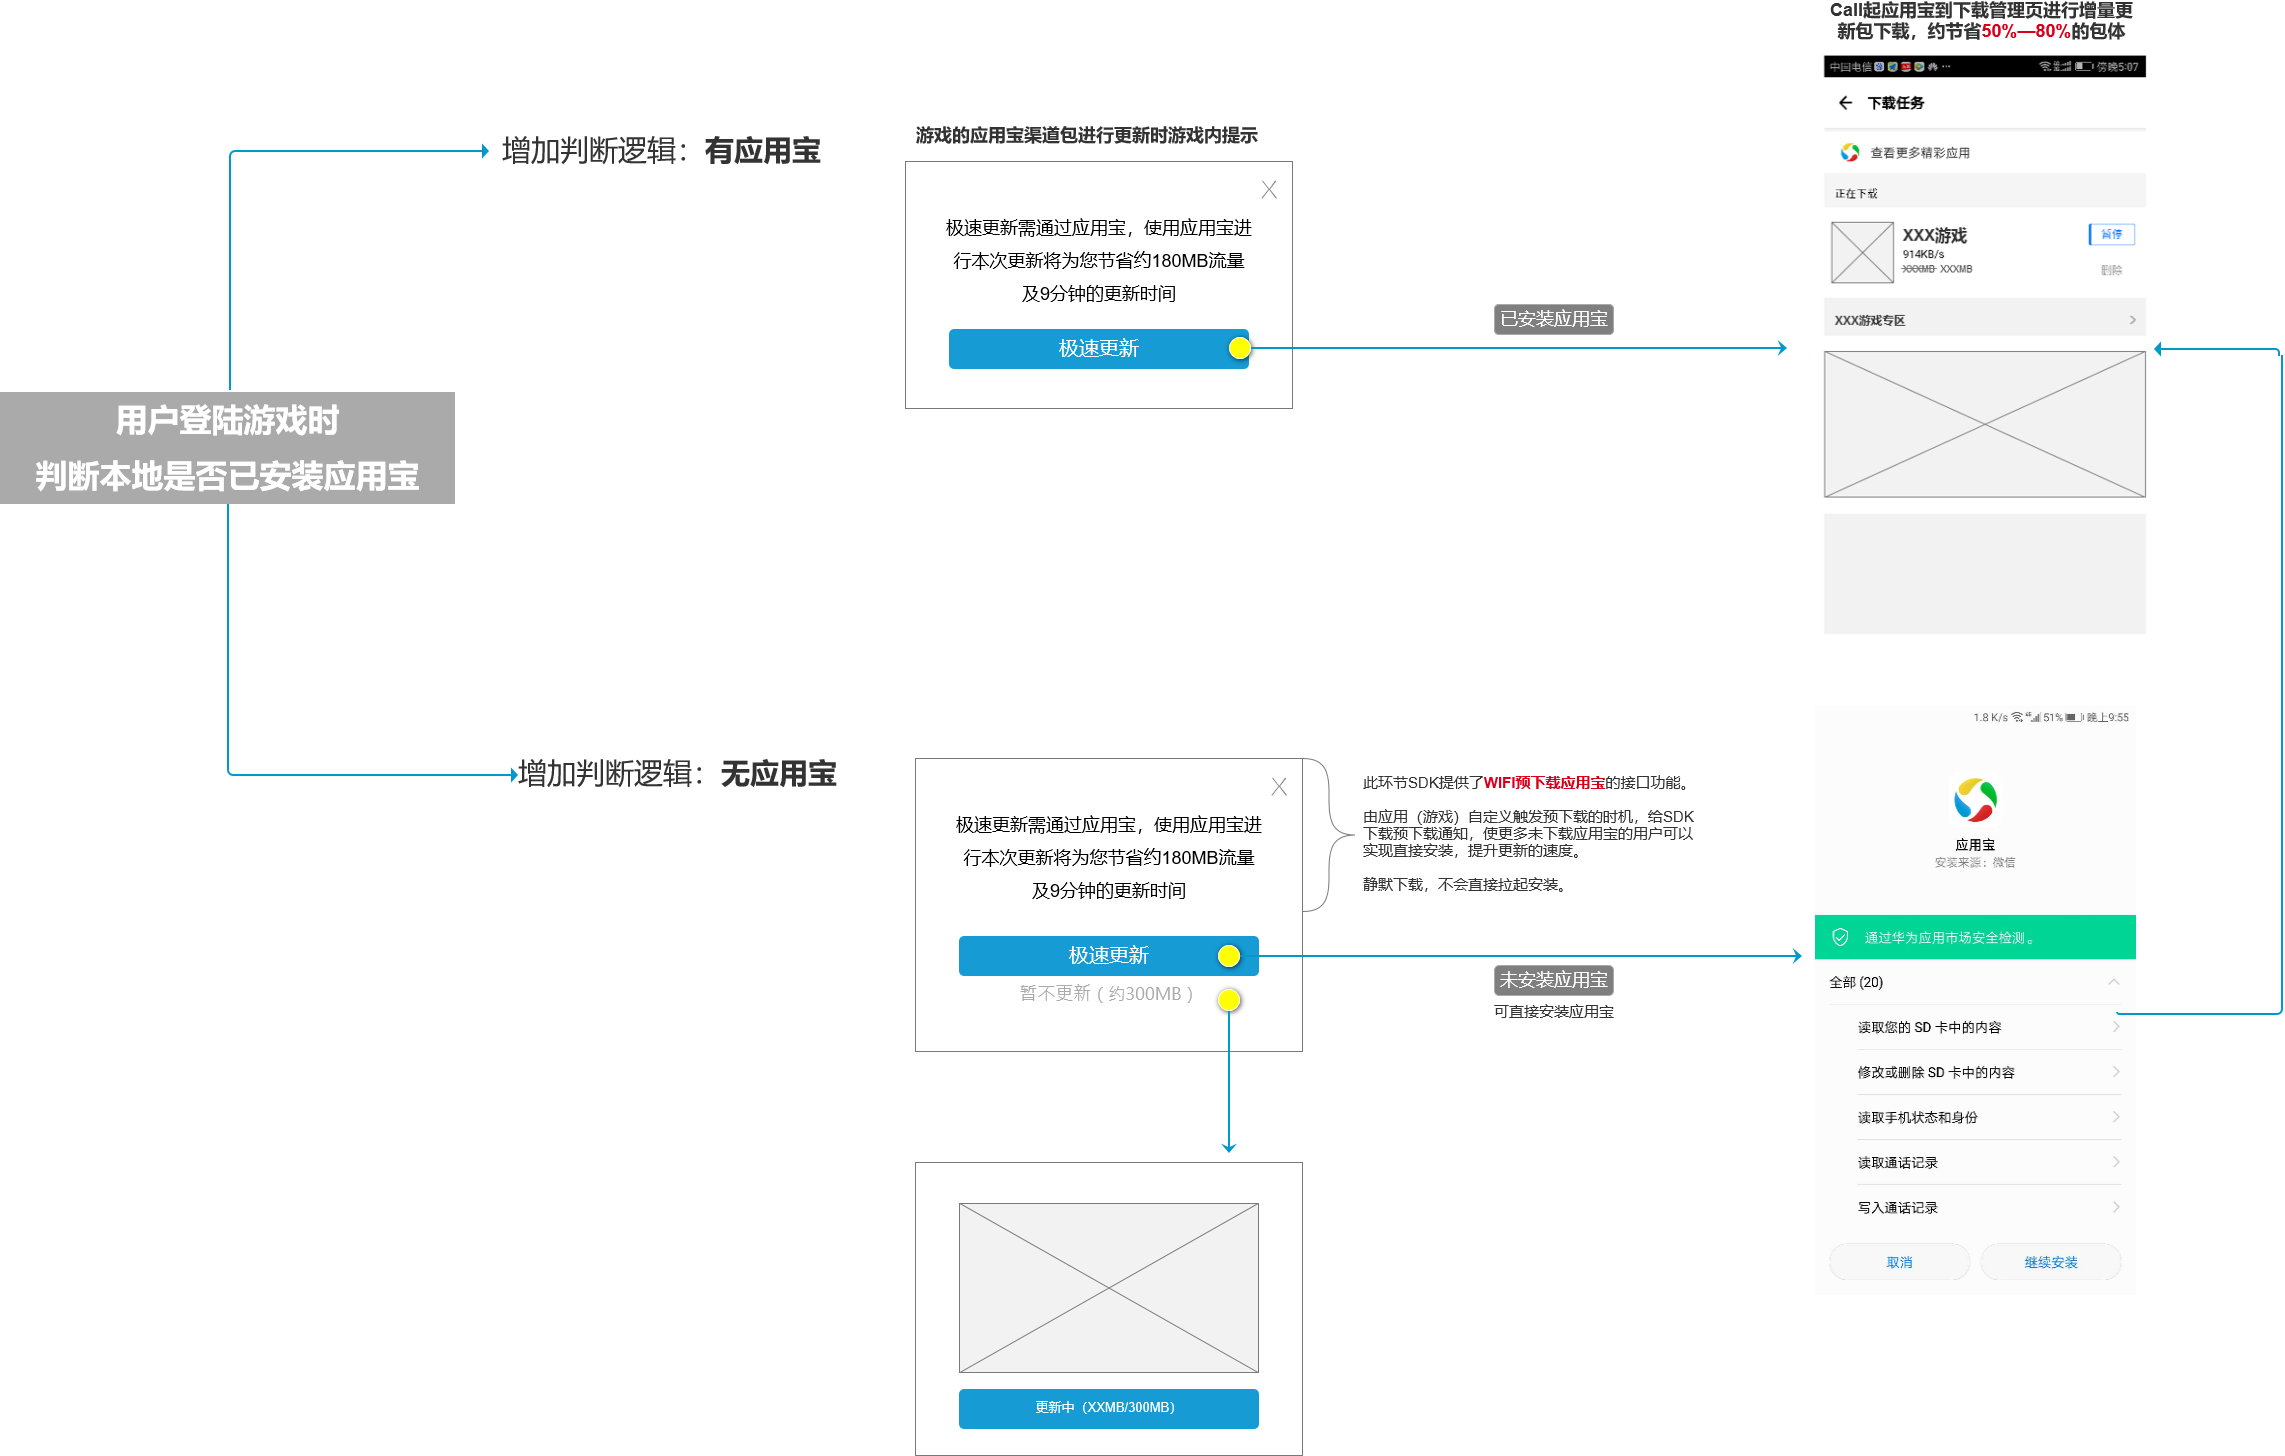 用户登陆游戏时
判断本地是否已安装应用宝
增加判断逻辑：有应用宝
游戏的应用宝渠道包进行更新时游戏内提示
X
极速更新需通过应用宝，使用应用宝进
行本次更新将为您节省约180MB流量
及9分钟的更新时间
极速更新
已安装应用宝
Call起应用宝到下载管理页进行增量更
新包下载，约节省50%—80%的包体
中国电信
傍晚5:07
下载任务
查看更多精彩应用
正在下载
XXX游戏
914KB/s
XXXMB XXXMB
暂停
删除
XXX游戏专区
增加判断逻辑：无应用宝
X
极速更新需通过应用宝，使用应用宝进
行本次更新将为您节省约180MB流量
及9分钟的更新时间
极速更新
暂不更新（约300MB）
此环节SDK提供了WIFI预下载应用宝的接口功能。
由应用（游戏）自定义触发预下载的时机，给SDK
下载预下载通知，使更多未下载应用宝的用户可以
实现直接安装，提升更新的速度。
静默下载，不会直接拉起安装。
未安装应用宝
可直接安装应用宝
更新中（XXMB/300MB）
1.8 K/s 51% 晚上9:55
应用宝
安装来源：微信
通过华为应用市场安全检测。
全部 (20)
读取您的 SD 卡中的内容
修改或删除 SD 卡中的内容
读取手机状态和身份
读取通话记录
写入通话记录
取消
继续安装